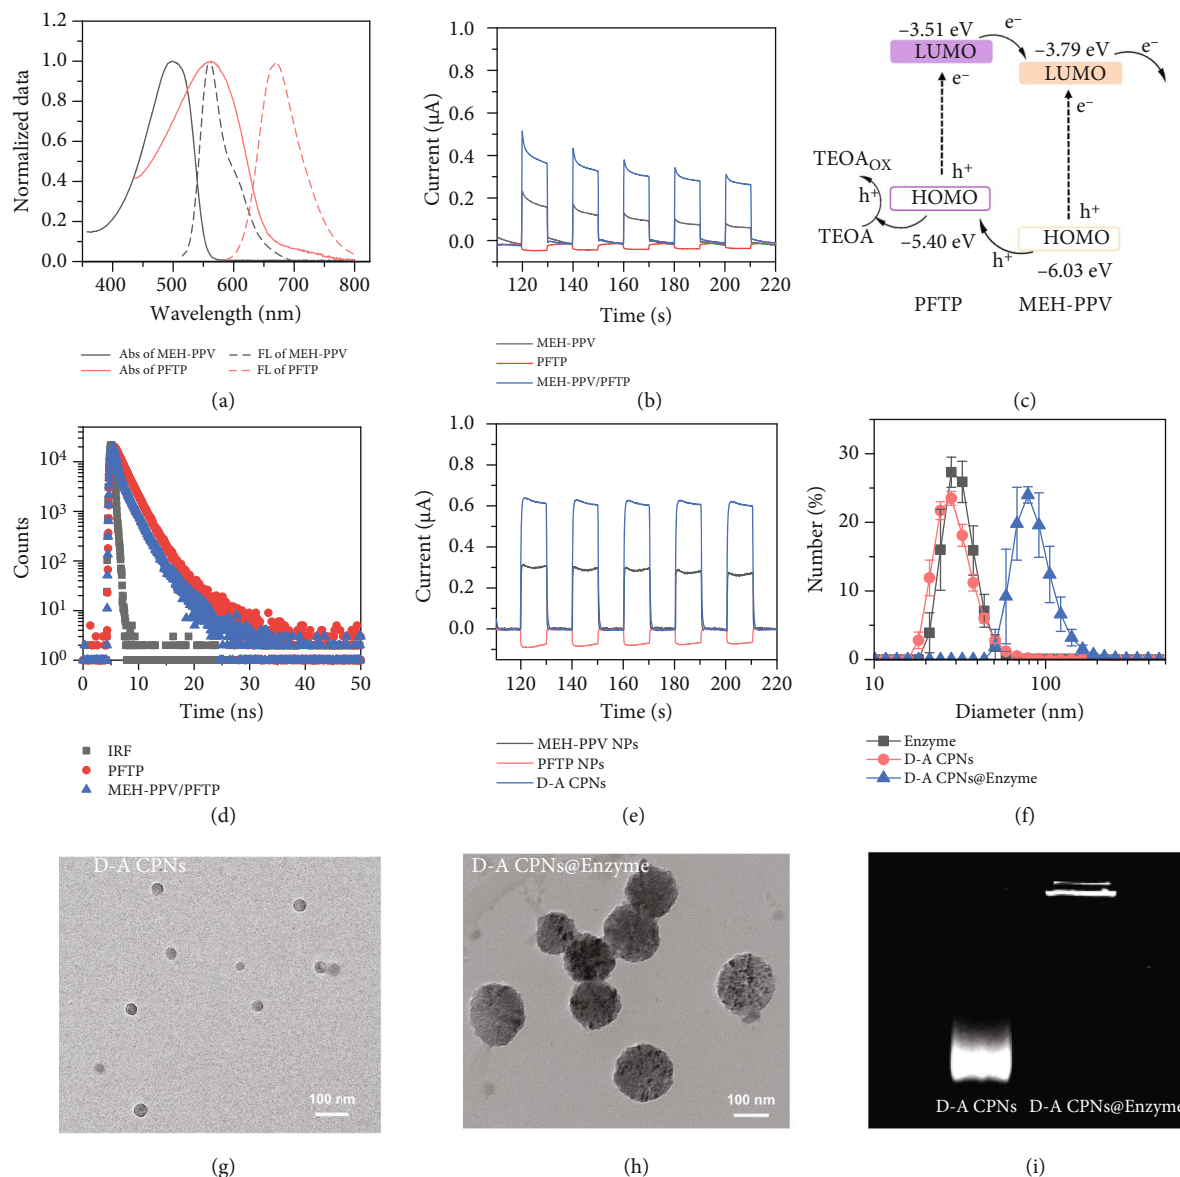 1.2
1.0
0.8
0.6
0.4
0.2
0.0
Normalized data
400 500 600 700 800
Wavelength (nm)
Abs of MEH-PPV
FL of MEH-PPV
Abs of PFTP
FL of PFTP
(a)
1.0
0.8
0.6
0.4
0.2
0.0
Current (μA)
120 140 160 180 200 220
Time (s)
MEH-PPV
PFTP
MEH-PPV/PFTP
(b)
–3.51 eV
e⁻
LUMO
–3.79 eV
e⁻
LUMO
e⁻
e⁻
TEOA_OX
h⁺
h⁺
HOMO
h⁺
TEOA
–5.40 eV
HOMO
h⁺
–6.03 eV
PFTP
MEH-PPV
(c)
10⁴
10³
10²
10¹
10⁰
Counts
0 10 20 30 40 50
Time (ns)
IRF
PFTP
MEH-PPV/PFTP
(d)
1.0
0.8
0.6
0.4
0.2
0.0
Current (μA)
120 140 160 180 200 220
Time (s)
MEH-PPV NPs
PFTP NPs
D-A CPNs
(e)
30
20
10
0
Number (%)
10 100
Diameter (nm)
Enzyme
D-A CPNs
D-A CPNs@Enzyme
(f)
D-A CPNs
100 nm
(g)
D-A CPNs@Enzyme
100 nm
(h)
D-A CPNs
D-A CPNs@Enzyme
(i)